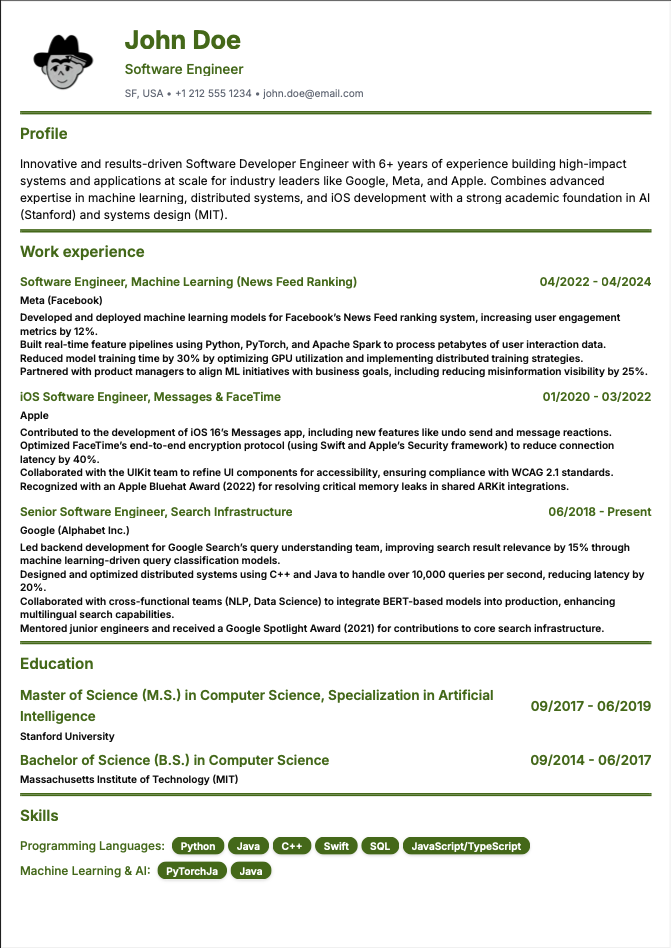 John Doe
Software Engineer
SF, USA • +1 212 555 1234 • john.doe@email.com
Profile
Innovative and results-driven Software Developer Engineer with 6+ years of experience building high-impact
systems and applications at scale for industry leaders like Google, Meta, and Apple. Combines advanced
expertise in machine learning, distributed systems, and iOS development with a strong academic foundation in AI
(Stanford) and systems design (MIT).
Work experience
Software Engineer, Machine Learning (News Feed Ranking) 04/2022 - 04/2024
Meta (Facebook)
Developed and deployed machine learning models for Facebook's News Feed ranking system, increasing user engagement
metrics by 12%.
Built real-time feature pipelines using Python, PyTorch, and Apache Spark to process petabytes of user interaction data.
Reduced model training time by 30% by optimizing GPU utilization and implementing distributed training strategies.
Partnered with product managers to align ML initiatives with business goals, including reducing misinformation visibility by 25%.
iOS Software Engineer, Messages & FaceTime 01/2020 - 03/2022
Apple
Contributed to the development of iOS 16's Messages app, including new features like undo send and message reactions.
Optimized FaceTime's end-to-end encryption protocol (using Swift and Apple's Security framework) to reduce connection
latency by 40%.
Collaborated with the UIKit team to refine UI components for accessibility, ensuring compliance with WCAG 2.1 standards.
Recognized with an Apple Bluehat Award (2022) for resolving critical memory leaks in shared ARKit integrations.
Senior Software Engineer, Search Infrastructure 06/2018 - Present
Google (Alphabet Inc.)
Led backend development for Google Search's query understanding team, improving search result relevance by 15% through
machine learning-driven query classification models.
Designed and optimized distributed systems using C++ and Java to handle over 10,000 queries per second, reducing latency by
20%.
Collaborated with cross-functional teams (NLP, Data Science) to integrate BERT-based models into production, enhancing
multilingual search capabilities.
Mentored junior engineers and received a Google Spotlight Award (2021) for contributions to core search infrastructure.
Education
Master of Science (M.S.) in Computer Science, Specialization in Artificial
Intelligence 09/2017 - 06/2019
Stanford University
Bachelor of Science (B.S.) in Computer Science 09/2014 - 06/2017
Massachusetts Institute of Technology (MIT)
Skills
Programming Languages: Python Java C++ Swift SQL JavaScript/TypeScript
Machine Learning & AI: PyTorchJa Java